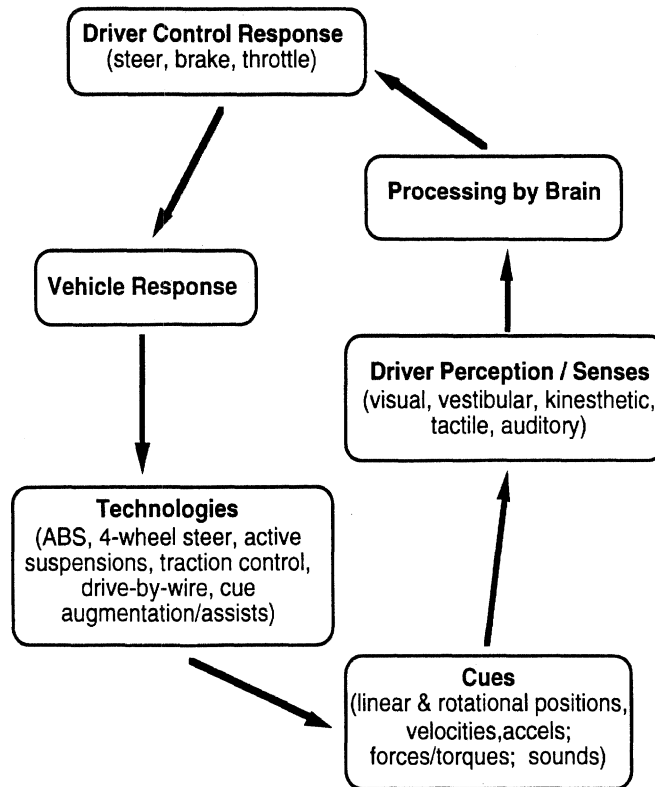 Driver Control Response
(steer, brake, throttle)
Processing by Brain
Vehicle Response
Driver Perception / Senses
(visual, vestibular, kinesthetic,
tactile, auditory)
Technologies
(ABS, 4-wheel steer, active
suspensions, traction control,
drive-by-wire, cue
augmentation/assists)
Cues
(linear & rotational positions,
velocities,accels;
forces/torques; sounds)